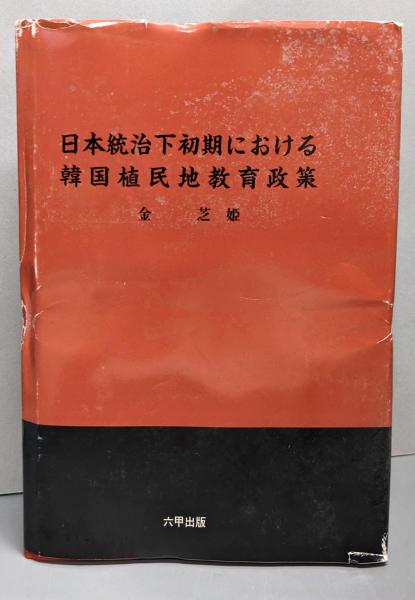 日本統治下初期における
韓国植民地教育政策
金 芝姫
六甲出版